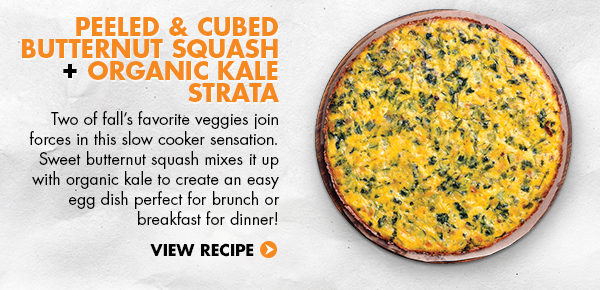 PEELED & CUBED
BUTTERNUT SQUASH
+ ORGANIC KALE
STRATA
Two of fall's favorite veggies join
forces in this slow cooker sensation.
Sweet butternut squash mixes it up
with organic kale to create an easy
egg dish perfect for brunch or
breakfast for dinner!
VIEW RECIPE